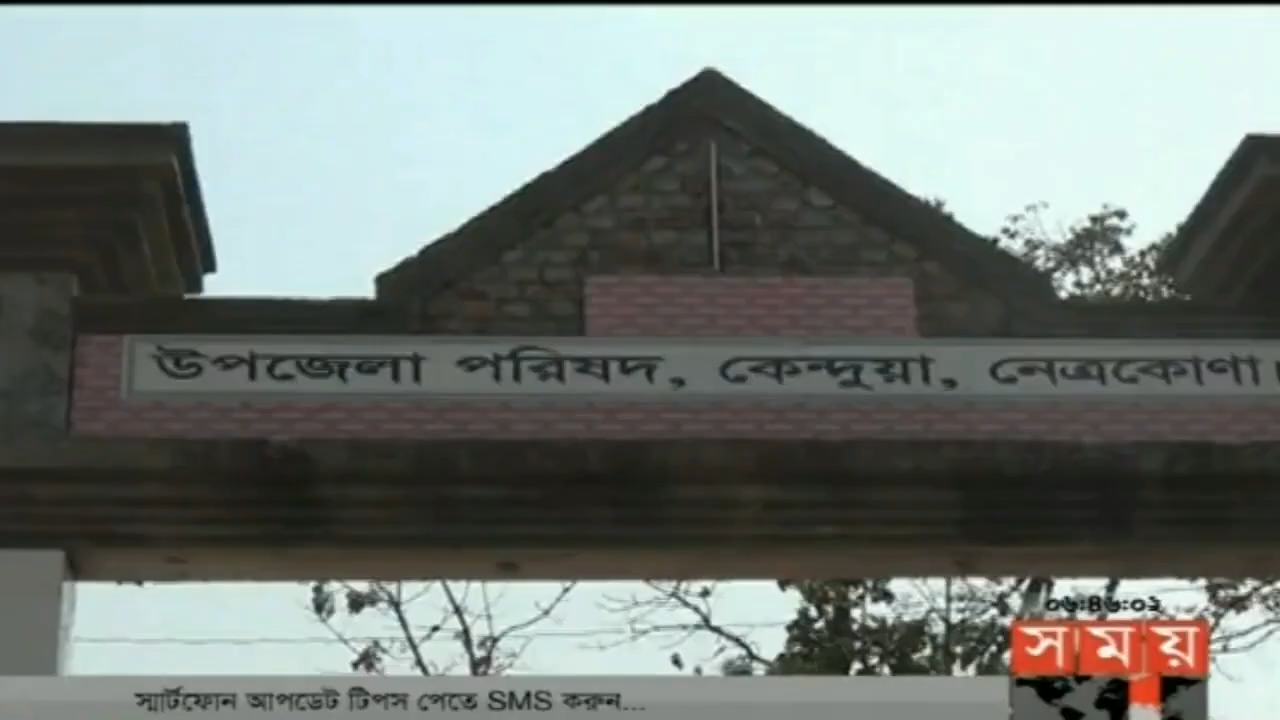 উপজেলা পরিষদ, কেন্দুয়া, নেত্রকোণা।
০৬:৪৬:০২
সময়
স্মার্টফোন আপডেট টিপস পেতে SMS করুন...